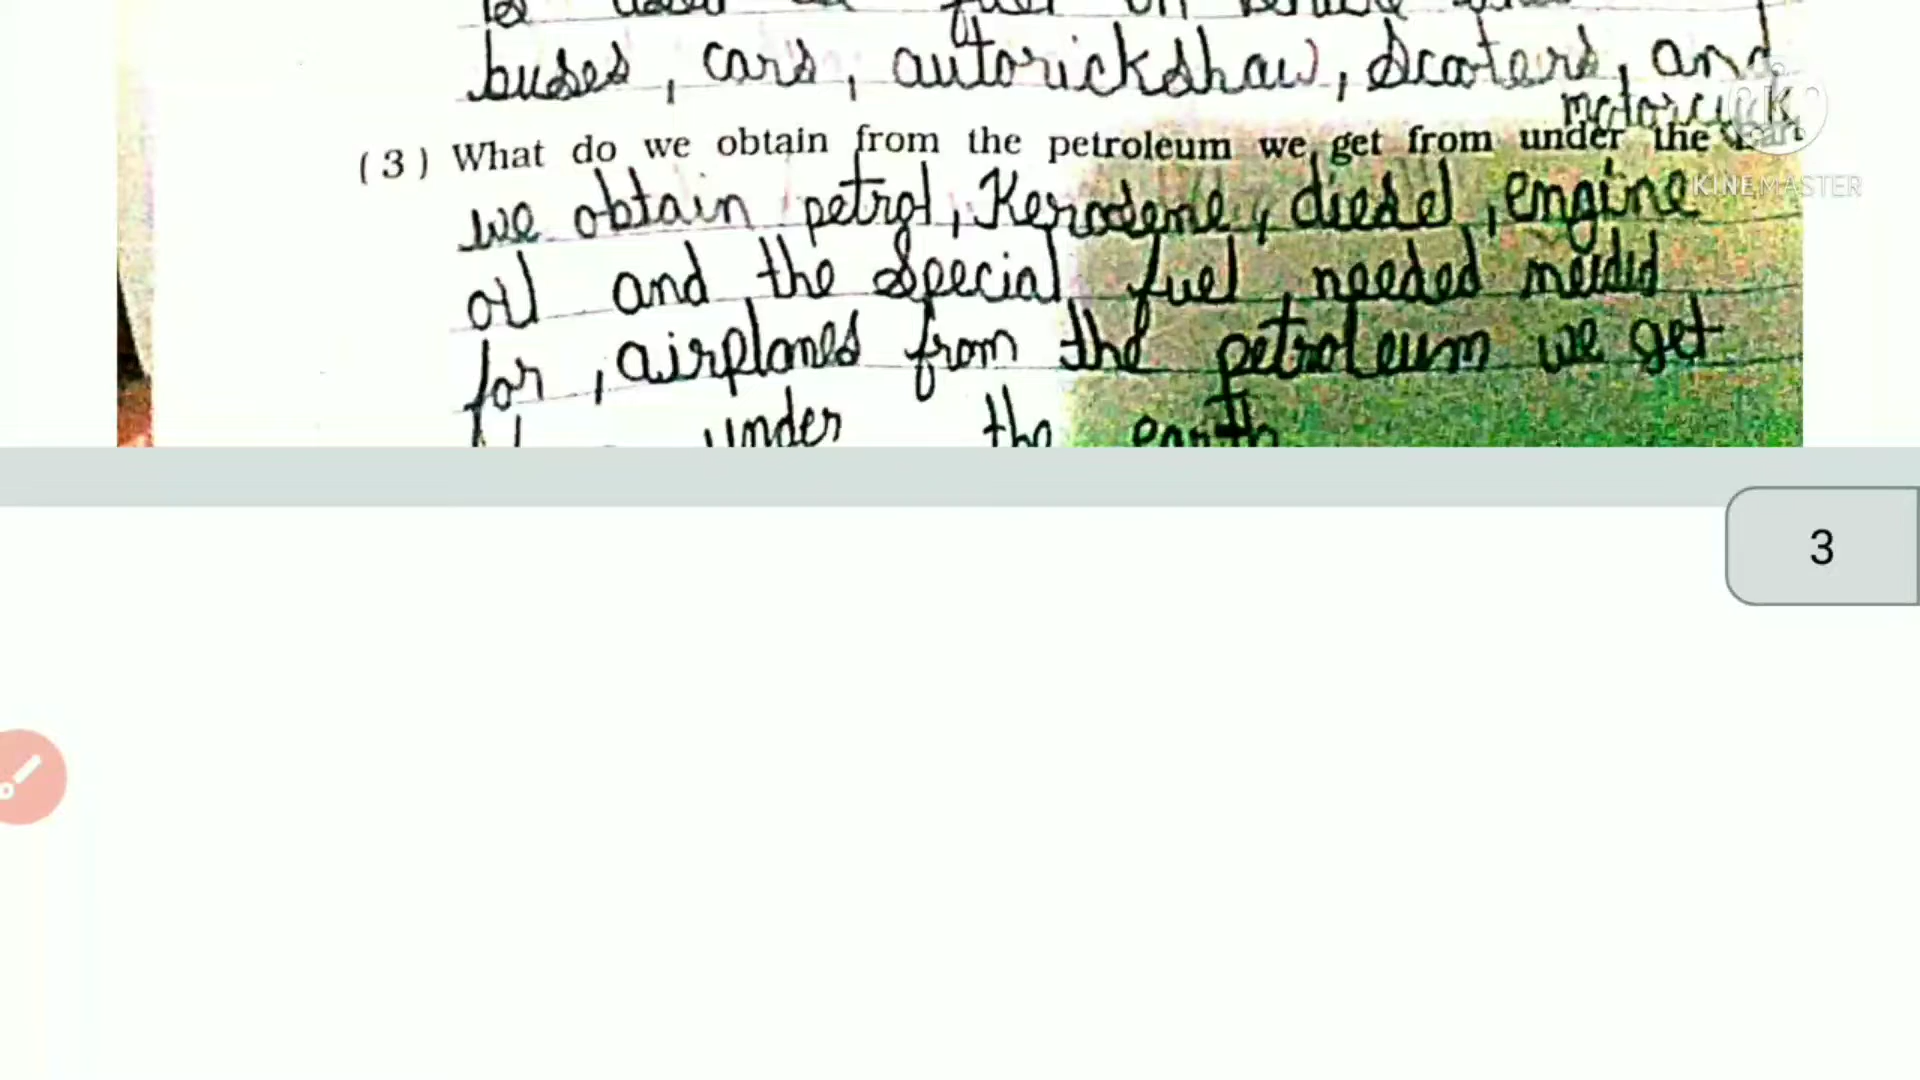 buses, cars, autorickshaw, scooters, and
motorcycle
(3) What do we obtain from the petroleum we get from under the
KINEMASTER
we obtain petrol, Kerosene, diesel, engine
oil and the special fuel needed needed
for, airplanes from the petroleum we get
under the earth
3